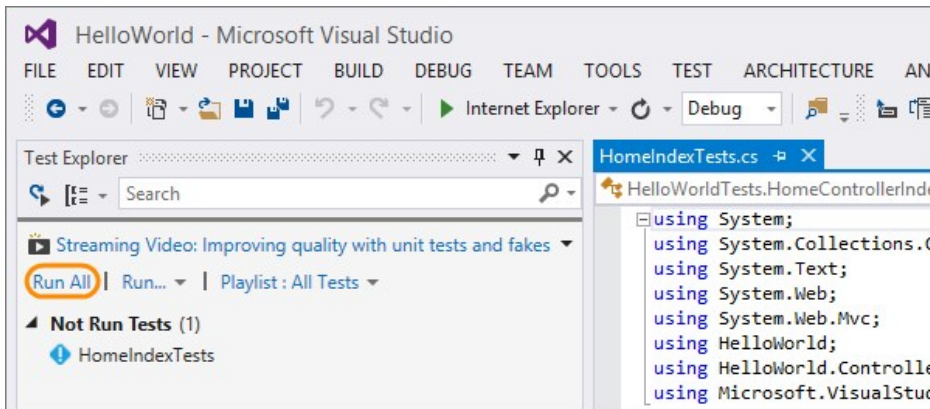 HelloWorld - Microsoft Visual Studio
FILE EDIT VIEW PROJECT BUILD DEBUG TEAM TOOLS TEST ARCHITECTURE AN
Internet Explorer Debug
Test Explorer
Search
Streaming Video: Improving quality with unit tests and fakes
Run All | Run... | Playlist : All Tests
Not Run Tests (1)
HomeIndexTests
HomeIndexTests.cs
HelloWorldTests.HomeControllerInde
using System;
using System.Collections.G
using System.Text;
using System.Web;
using System.Web.Mvc;
using HelloWorld;
using HelloWorld.Controlle
using Microsoft.VisualStud